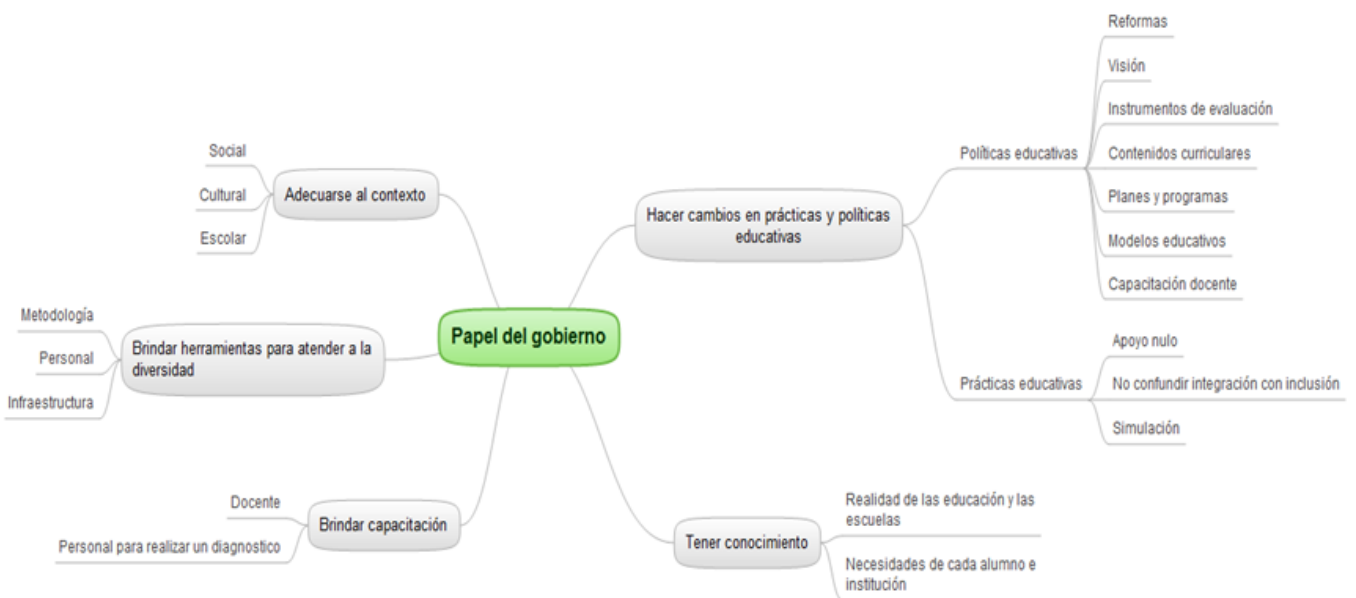 Papel del gobierno
Adecuarse al contexto
Social
Cultural
Escolar
Brindar herramientas para atender a la
diversidad
Metodología
Personal
Infraestructura
Brindar capacitación
Docente
Personal para realizar un diagnostico
Hacer cambios en prácticas y políticas
educativas
Políticas educativas
Reformas
Visión
Instrumentos de evaluación
Contenidos curriculares
Planes y programas
Modelos educativos
Capacitación docente
Prácticas educativas
Apoyo nulo
No confundir integración con inclusión
Simulación
Tener conocimiento
Realidad de las educación y las
escuelas
Necesidades de cada alumno e
institución